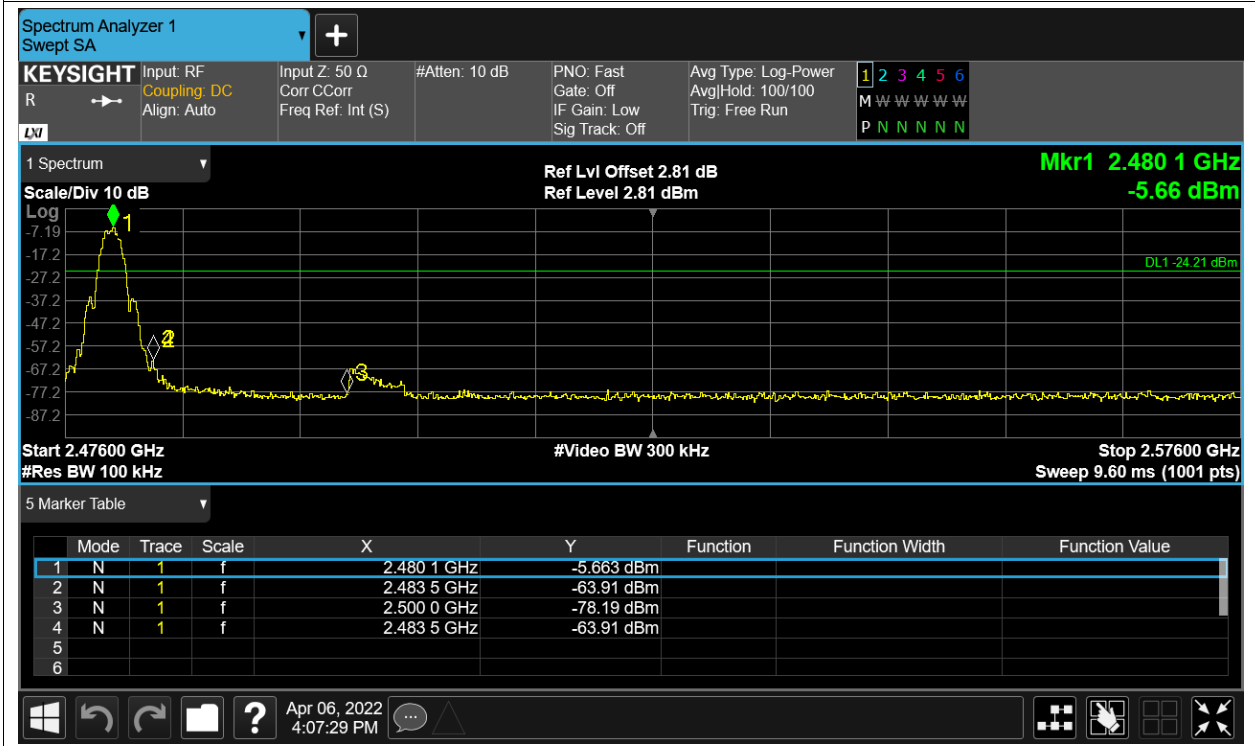 Spectrum Analyzer 1
Swept SA
+
KEYSIGHT
R
LXI
Input: RF
Coupling: DC
Align: Auto
Input Z: 50 Ω
Corr CCorr
Freq Ref: Int (S)
#Atten: 10 dB
PNO: Fast
Gate: Off
IF Gain: Low
Sig Track: Off
Avg Type: Log-Power
Avg|Hold: 100/100
Trig: Free Run
1 2 3 4 5 6
M W W W W W
P N N N N N
1 Spectrum
Scale/Div 10 dB
Ref Lvl Offset 2.81 dB
Ref Level 2.81 dBm
Mkr1 2.480 1 GHz
-5.66 dBm
Log
-7.19
-17.2
-27.2
-37.2
-47.2
-57.2
-67.2
-77.2
-87.2
1
2
3
DL1 -24.21 dBm
Start 2.47600 GHz
#Res BW 100 kHz
#Video BW 300 kHz
Stop 2.57600 GHz
Sweep 9.60 ms (1001 pts)
5 Marker Table
Mode Trace Scale X Y Function Function Width Function Value
1 N 1 f 2.480 1 GHz -5.663 dBm
2 N 1 f 2.483 5 GHz -63.91 dBm
3 N 1 f 2.500 0 GHz -78.19 dBm
4 N 1 f 2.483 5 GHz -63.91 dBm
5
6
?
Apr 06, 2022
4:07:29 PM